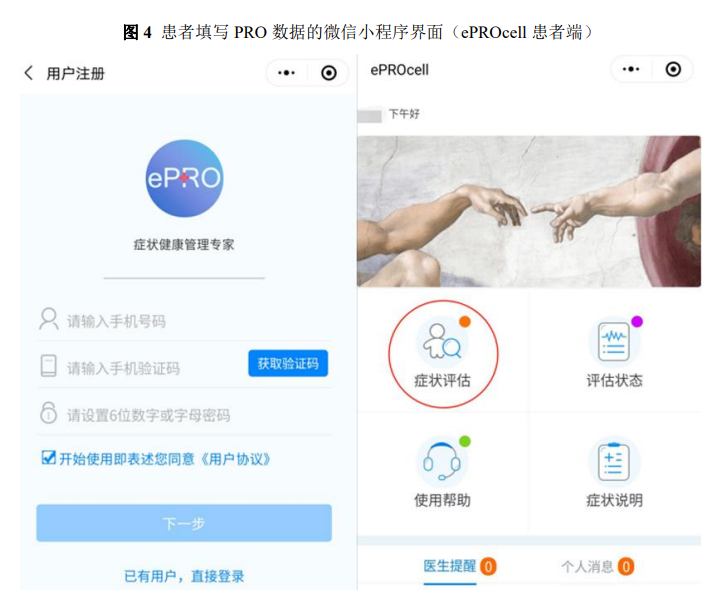 图 4 患者填写 PRO 数据的微信小程序界面（ePROcell 患者端）
用户注册
ePRO
症状健康管理专家
请输入手机号码
请输入手机验证码
获取验证码
请设置6位数字或字母密码
开始使用即表述您同意《用户协议》
下一步
已有用户，直接登录
ePROcell
下午好
症状评估
评估状态
使用帮助
症状说明
医生提醒 0
个人消息 0